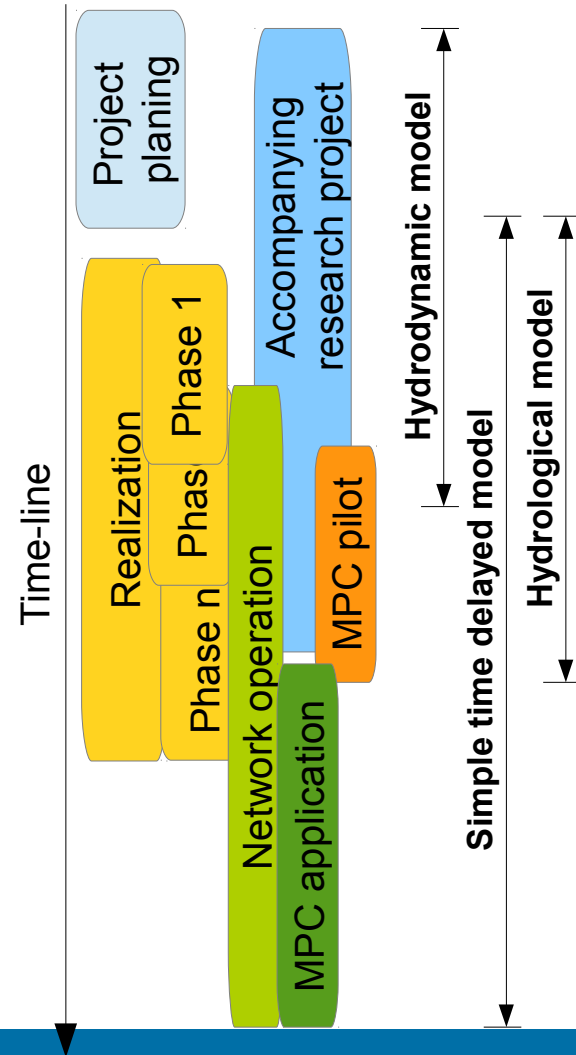 Time-line
Project
planing
Realization
Phase 1
Phas
Phase n
Network operation
Accompanying
research project
MPC pilot
MPC application
Hydrodynamic model
Simple time delayed model
Hydrological model